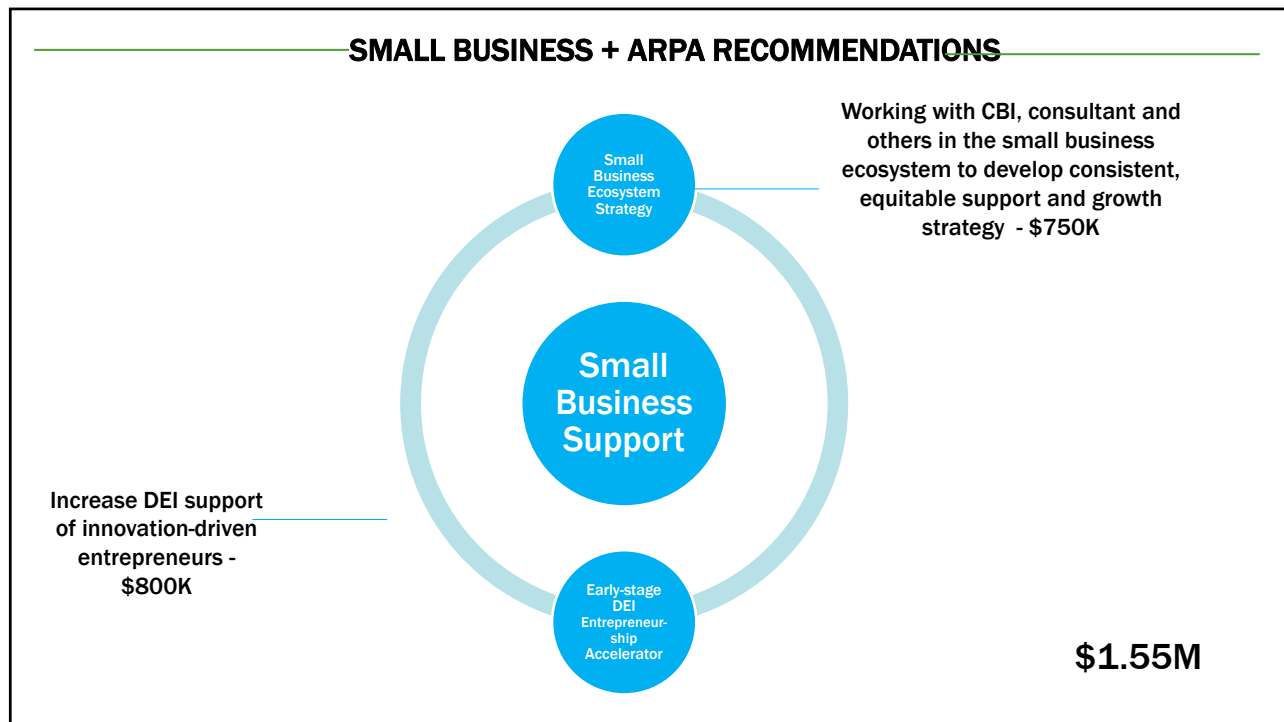 SMALL BUSINESS + ARPA RECOMMENDATIONS
Working with CBI, consultant and
others in the small business
ecosystem to develop consistent,
equitable support and growth
strategy - $750K
Small
Business
Ecosystem
Strategy
Small
Business
Support
Increase DEI support
of innovation-driven
entrepreneurs -
$800K
Early-stage
DEI
Entrepreneur-
ship
Accelerator
$1.55M